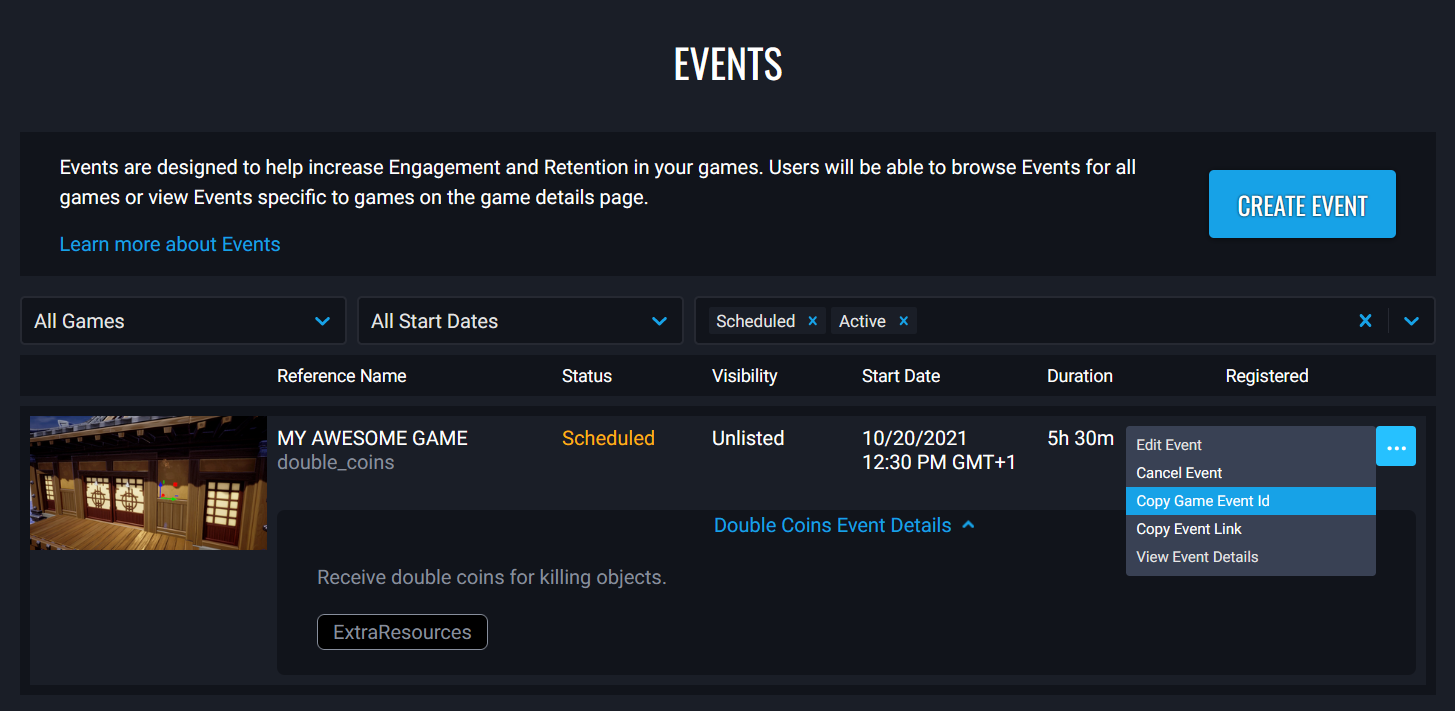 EVENTS
Events are designed to help increase Engagement and Retention in your games. Users will be able to browse Events for all
games or view Events specific to games on the game details page.
Learn more about Events
CREATE EVENT
All Games
All Start Dates
Scheduled × Active ×
Reference Name Status Visibility Start Date Duration Registered
MY AWESOME GAME Scheduled Unlisted 10/20/2021 5h 30m
double_coins 12:30 PM GMT+1
Edit Event
Cancel Event
Copy Game Event Id
Copy Event Link
View Event Details
Double Coins Event Details
Receive double coins for killing objects.
ExtraResources